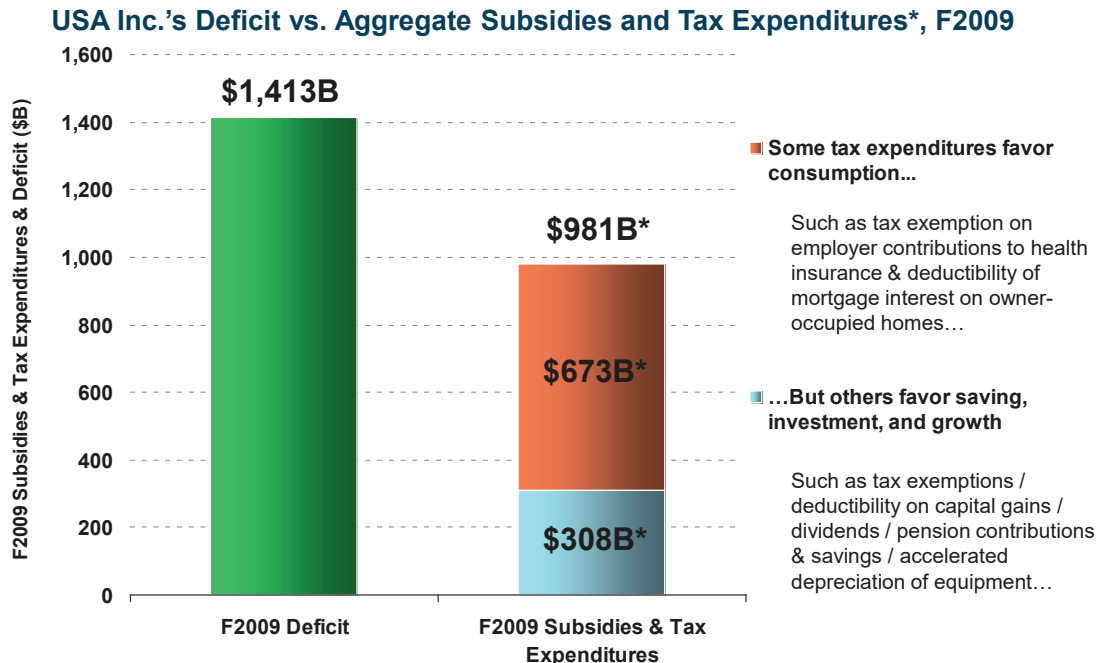 USA Inc.'s Deficit vs. Aggregate Subsidies and Tax Expenditures*, F2009
F2009 Subsidies & Tax Expenditures & Deficit ($B)
1,600
1,400
1,200
1,000
800
600
400
200
0
$1,413B
$981B*
$673B*
$308B*
F2009 Deficit
F2009 Subsidies & Tax
Expenditures
Some tax expenditures favor
consumption...
Such as tax exemption on
employer contributions to health
insurance & deductibility of
mortgage interest on owner-
occupied homes…
…But others favor saving,
investment, and growth
Such as tax exemptions /
deductibility on capital gains /
dividends / pension contributions
& savings / accelerated
depreciation of equipment…